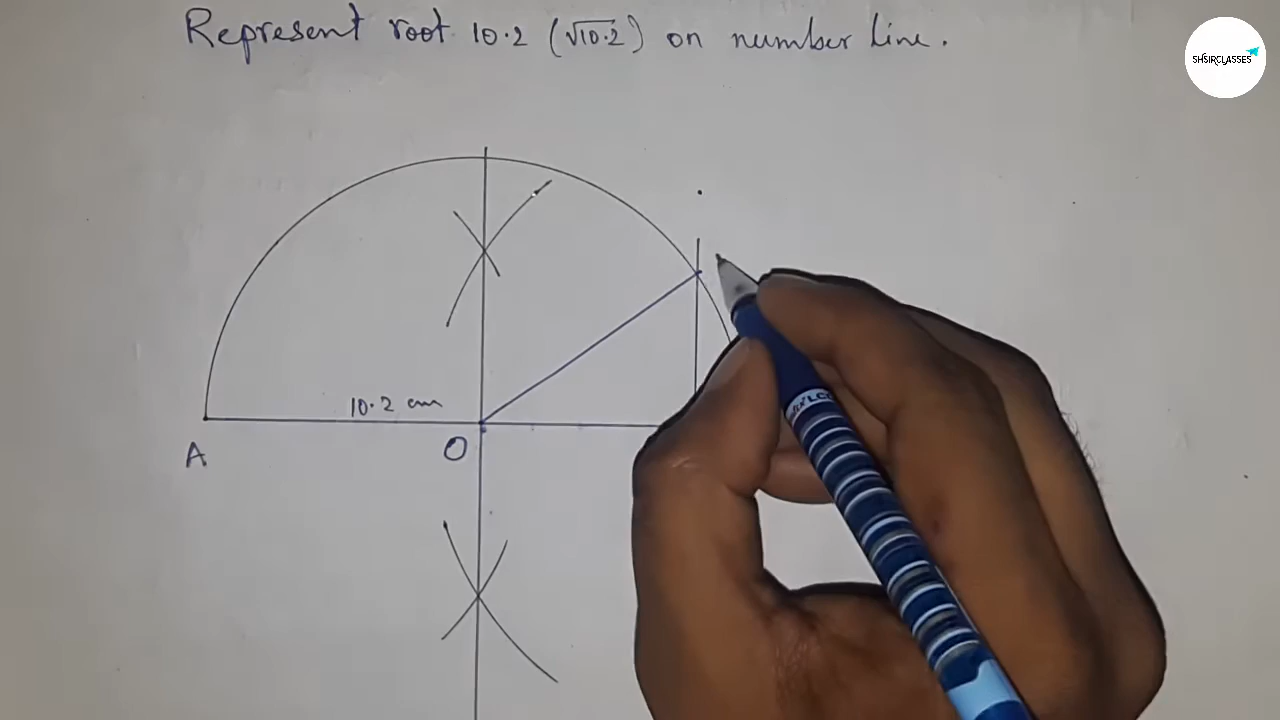 Represent root 10.2 (√10.2) on number line.
SHSIRCLASSES
10.2 cm
A
O